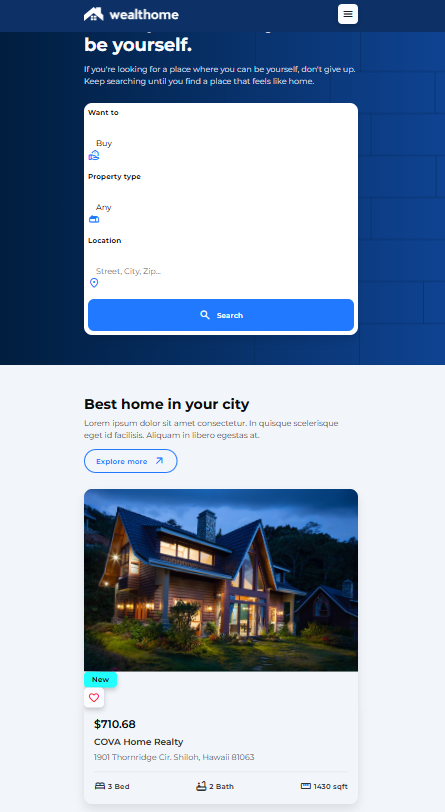 wealthome
be yourself.
If you're looking for a place where you can be yourself, don't give up.
Keep searching until you find a place that feels like home.
Want to
Buy
Property type
Any
Location
Street, City, Zip...
Search
Best home in your city
Lorem ipsum dolor sit amet consectetur. In quisque scelerisque
eget id facilisis. Aliquam in libero egestas at.
Explore more
New
$710.68
COVA Home Realty
1901 Thornridge Cir. Shiloh, Hawaii 81063
3 Bed
2 Bath
1430 sqft